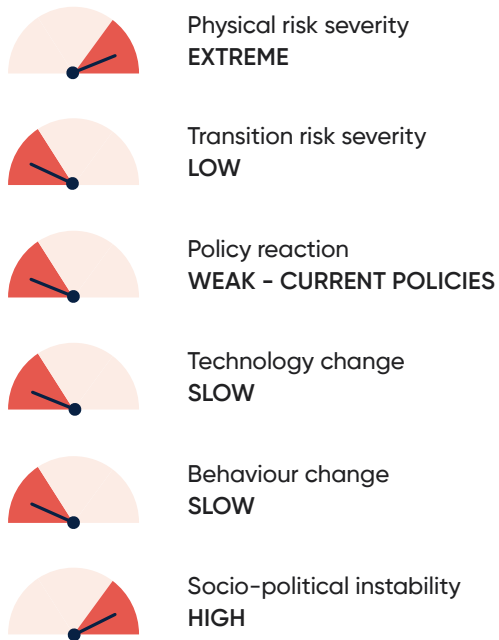 Physical risk severity
EXTREME
Transition risk severity
LOW
Policy reaction
WEAK - CURRENT POLICIES
Technology change
SLOW
Behaviour change
SLOW
Socio-political instability
HIGH